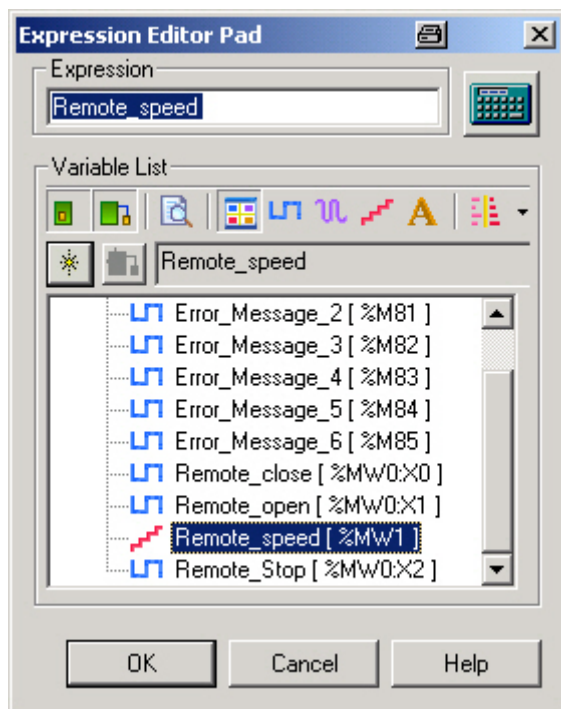 Expression Editor Pad
Expression
Remote_speed
Variable List
A
Remote_speed
Error_Message_2 [ %M81 ]
Error_Message_3 [ %M82 ]
Error_Message_4 [ %M83 ]
Error_Message_5 [ %M84 ]
Error_Message_6 [ %M85 ]
Remote_close [ %MW0:X0 ]
Remote_open [ %MW0:X1 ]
Remote_speed [ %MW1 ]
Remote_Stop [ %MW0:X2 ]
OK Cancel Help